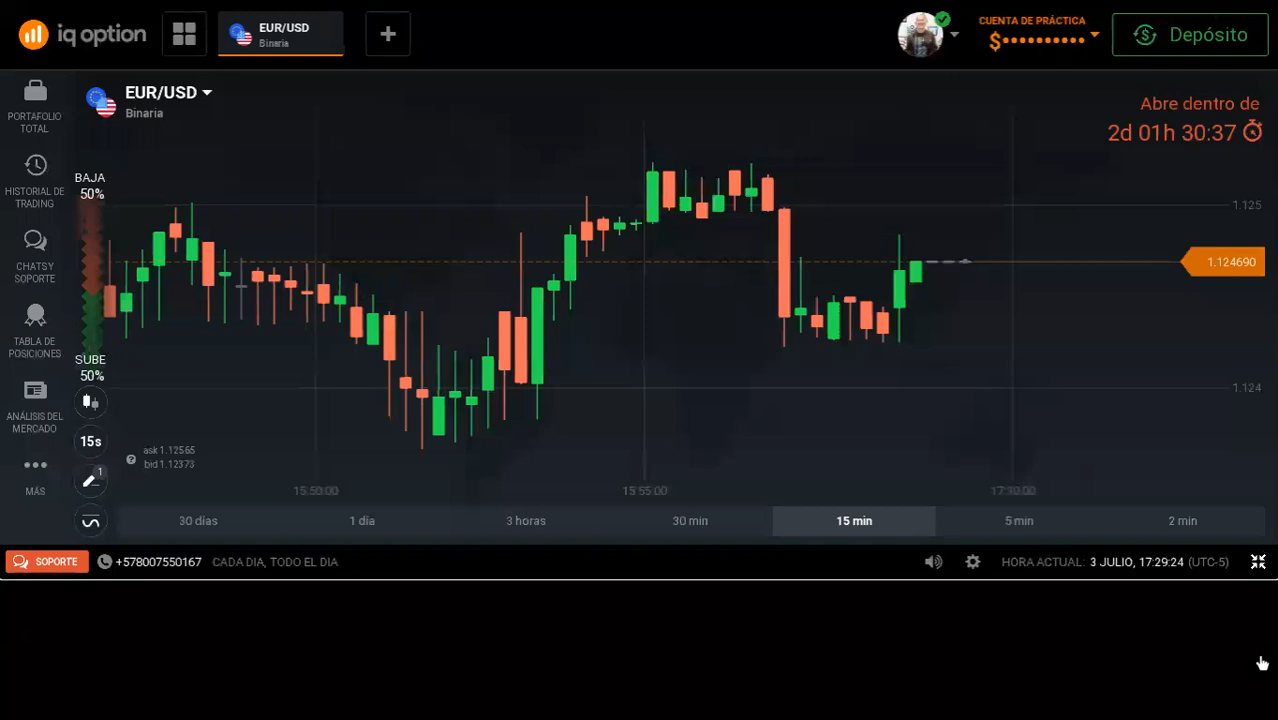 iq option
EUR/USD
Binaria
+
CUENTA DE PRÁCTICA
$••••••••••
Depósito
EUR/USD
Binaria
Abre dentro de
2d 01h 30:37
PORTAFOLIO
TOTAL
HISTORIAL DE
TRADING
CHATS Y
SOPORTE
TABLA DE
POSICIONES
ANÁLISIS DEL
MERCADO
MÁS
BAJA
50%
SUBE
50%
15s
1
1.125
1.124690
1.124
ask 1.12565
bid 1.12373
15:50:00
15:55:00
17:10:00
30 días
1 día
3 horas
30 min
15 min
5 min
2 min
SOPORTE
+578007550167
CADA DIA, TODO EL DIA
HORA ACTUAL: 3 JULIO, 17:29:24 (UTC-5)